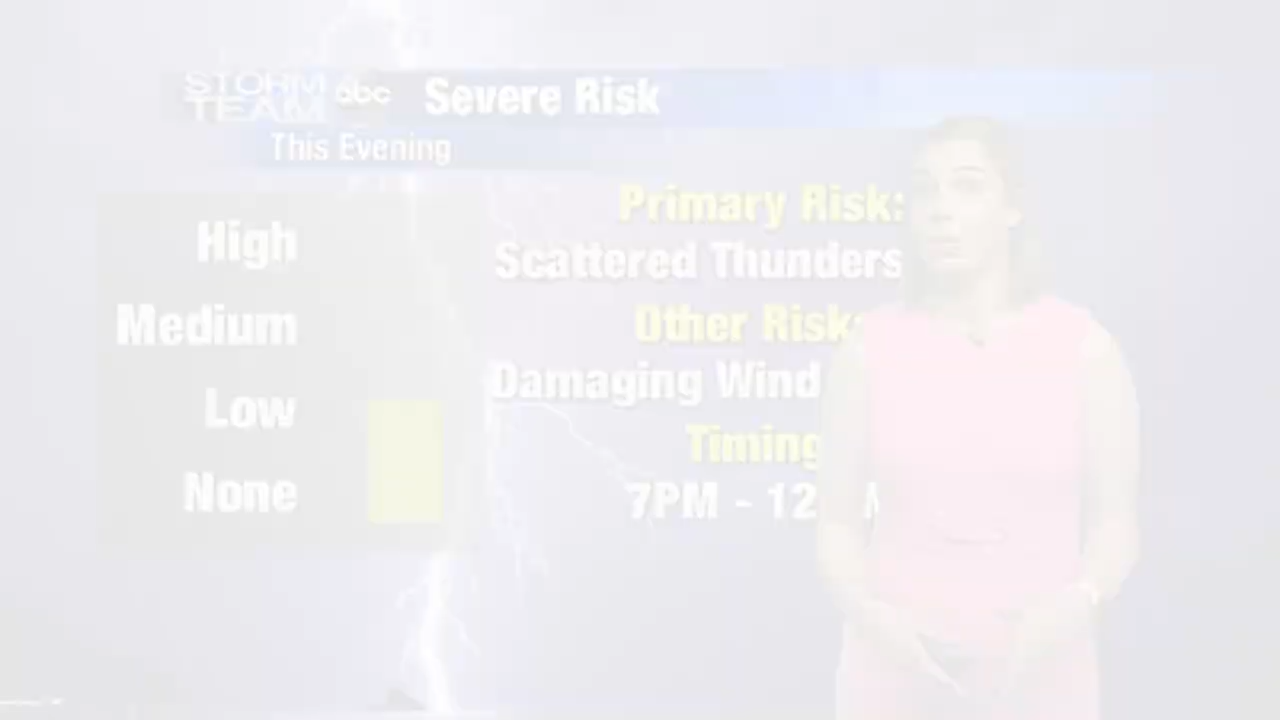 STORM
TEAM abc
Severe Risk
This Evening
High
Medium
Low
None
Primary Risk:
Scattered Thunders
Other Risk:
Damaging Wind
Timing
7PM - 12